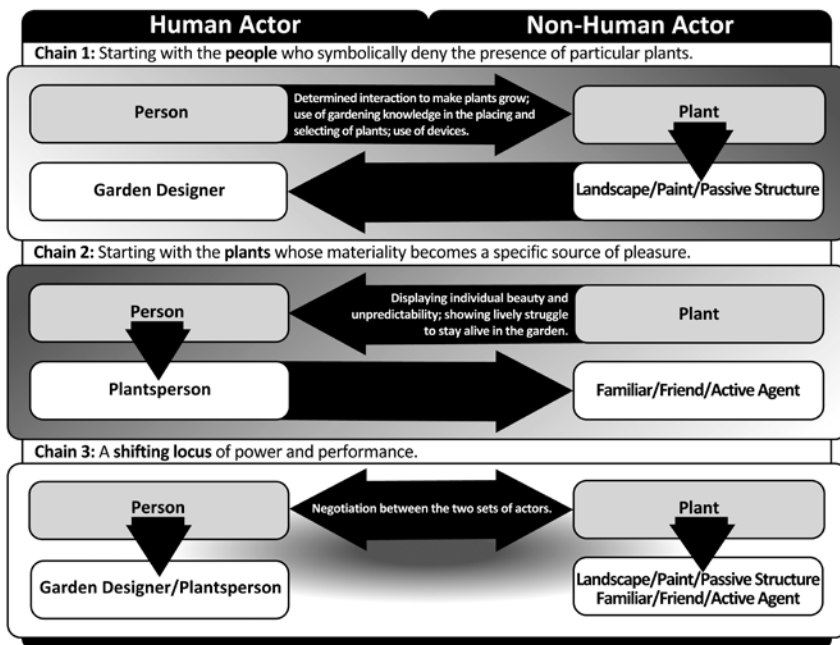 Human Actor
Non-Human Actor
Chain 1: Starting with the people who symbolically deny the presence of particular plants.
Person
Determined interaction to make plants grow;
use of gardening knowledge in the placing and
selecting of plants; use of devices.
Plant
Garden Designer
Landscape/Paint/Passive Structure
Chain 2: Starting with the plants whose materiality becomes a specific source of pleasure.
Person
Displaying individual beauty and
unpredictability; showing lively struggle
to stay alive in the garden.
Plant
Plantsperson
Familiar/Friend/Active Agent
Chain 3: A shifting locus of power and performance.
Person
Negotiation between the two sets of actors.
Plant
Garden Designer/Plantsperson
Landscape/Paint/Passive Structure
Familiar/Friend/Active Agent